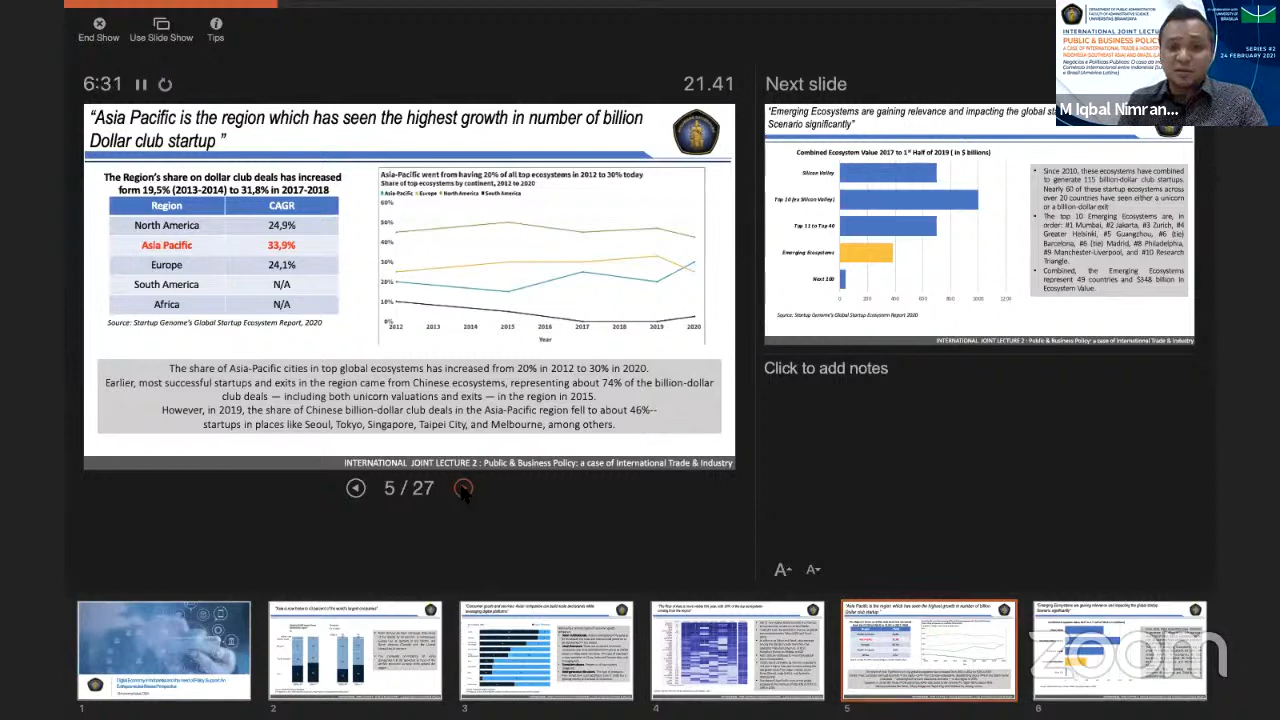 End Show
Use Slide Show
Tips
6:31
21.41
Next slide
“Asia Pacific is the region which has seen the highest growth in number of billion
Dollar club startup ”
The Region's share on dollar club deals has increased
form 19,5% (2013-2014) to 31,8% in 2017-2018
Region CAGR
North America 24,9%
Asia Pacific 33,9%
Europe 24,1%
South America N/A
Africa N/A
Source: Startup Genome's Global Startup Ecosystem Report, 2020
Asia-Pacific went from having 20% of all top ecosystems in 2012 to 30% today
Share of top ecosystems by continent, 2012 to 2020
Asia-Pacific Europe North America South America
60%
50%
40%
30%
20%
10%
0%
2012 2013 2014 2015 2016 2017 2018 2019 2020
Year
The share of Asia-Pacific cities in top global ecosystems has increased from 20% in 2012 to 30% in 2020.
Earlier, most successful startups and exits in the region came from Chinese ecosystems, representing about 74% of the billion-dollar
club deals — including both unicorn valuations and exits — in the region in 2015.
However, in 2019, the share of Chinese billion-dollar club deals in the Asia-Pacific region fell to about 46%--
startups in places like Seoul, Tokyo, Singapore, Taipei City, and Melbourne, among others.
INTERNATIONAL JOINT LECTURE 2 : Public & Business Policy: a case of International Trade & Industry
5 / 27
“Emerging Ecosystems are gaining relevance and impacting the global
Scenario significantly”
Combined Ecosystem Value 2017 to 1st Half of 2019 ( in $ billions)
Silicon Valley
Top 10 (ex Silicon Valley)
Top 11 to Top 40
Emerging Ecosystems
Next 100
0 200 400 600 800 1000 1200
Source: Startup Genome's Global Startup Ecosystem Report 2020
• Since 2010, these ecosystems have combined
to generate 115 billion-dollar club startups.
Nearly 60 of these startup ecosystems across
over 20 countries have seen either a unicorn
or a billion-dollar exit
• The top 10 Emerging Ecosystems are, in
order: #1 Mumbai, #2 Jakarta, #3 Zurich, #4
Greater Helsinki, #5 Guangzhou, #6 (tie)
Barcelona, #6 (tie) Madrid, #8 Philadelphia,
#9 Manchester-Liverpool, and #10 Research
Triangle.
• Combined, the Emerging Ecosystems
represent 49 countries and $348 billion in
Ecosystem Value.
INTERNATIONAL JOINT LECTURE 2 : Public & Business Policy: a case of International Trade & Industry
Click to add notes
A A
DEPARTMENT OF PUBLIC ADMINISTRATION
FACULTY OF ADMINISTRATIVE SCIENCE
UNIVERSITAS BRAWIJAYA
UNIVERSITY OF
BRASILIA
INTERNATIONAL JOINT LECTU
PUBLIC & BUSINESS POLICY
SERIES #2
24 FEBRUARY 2021
M Iqbal Nimran...
1
2
3
4
5
6
zoom